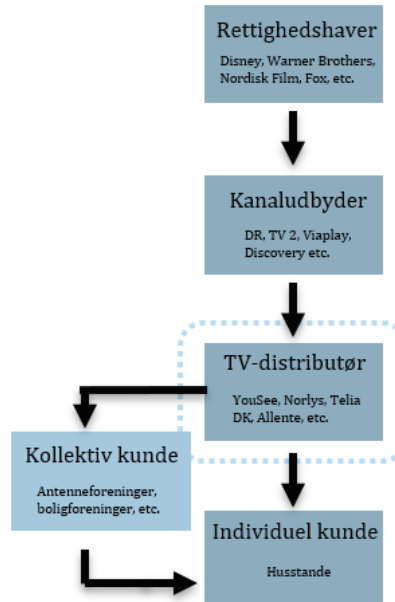 Rettighedshaver
Disney, Warner Brothers,
Nordisk Film, Fox, etc.
Kanaludbyder
DR, TV 2, Viaplay,
Discovery etc.
TV-distributør
YouSee, Norlys, Telia
DK, Allente, etc.
Kollektiv kunde
Antenneforeninger,
boligforeninger, etc.
Individuel kunde
Husstande